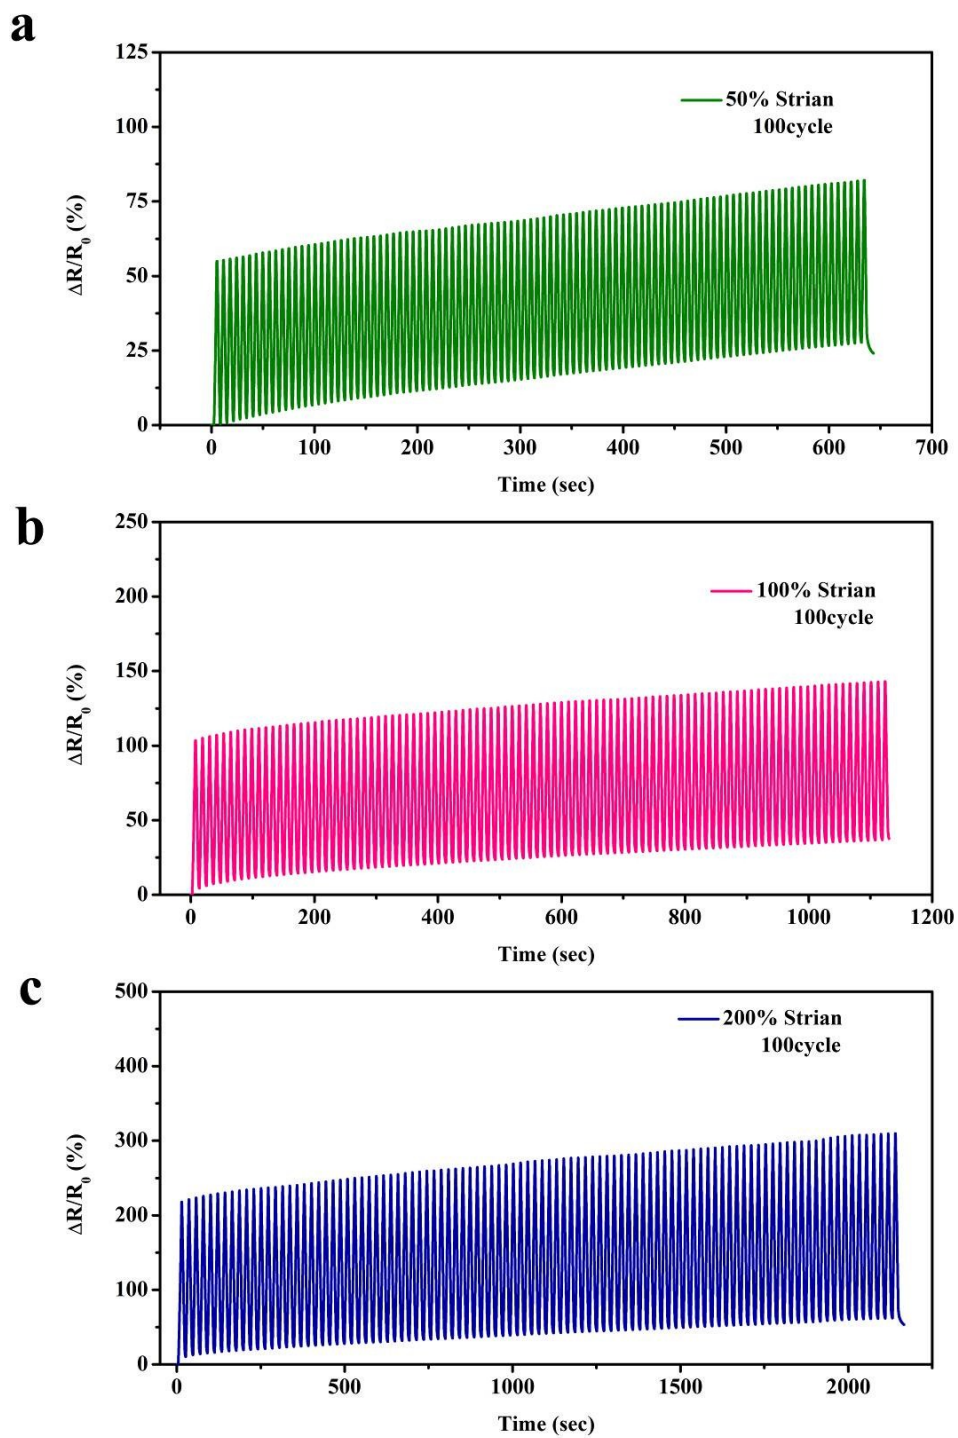 a
125
100
75
50
25
0
ΔR/R0 (%)
50% Strian
100cycle
0 100 200 300 400 500 600 700
Time (sec)
b
250
200
150
100
50
0
ΔR/R0 (%)
100% Strian
100cycle
0 200 400 600 800 1000 1200
Time (sec)
c
500
400
300
200
100
0
ΔR/R0 (%)
200% Strian
100cycle
0 500 1000 1500 2000
Time (sec)